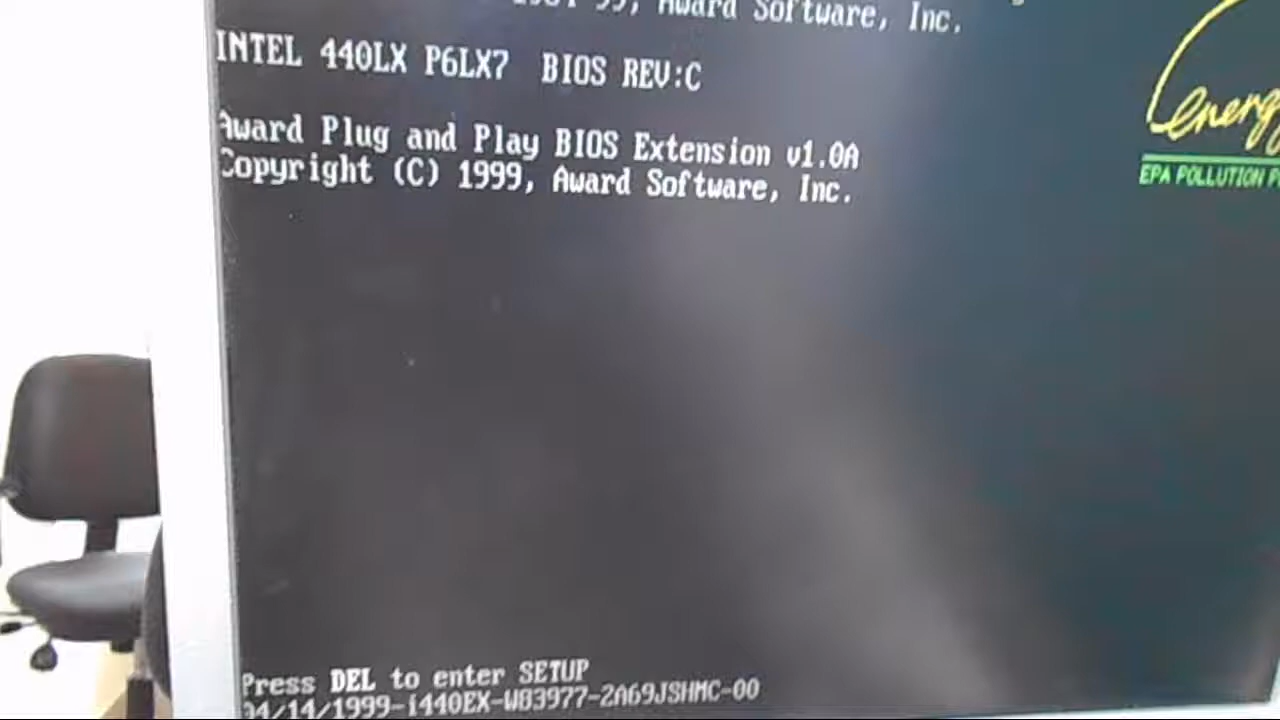 Award Software, Inc.
INTEL 440LX P6LX7 BIOS REV:C
Award Plug and Play BIOS Extension v1.0A
Copyright (C) 1999, Award Software, Inc.
energy
EPA POLLUTION
Press DEL to enter SETUP
04/14/1999-i440EX-W83977-2A69JSHMC-00